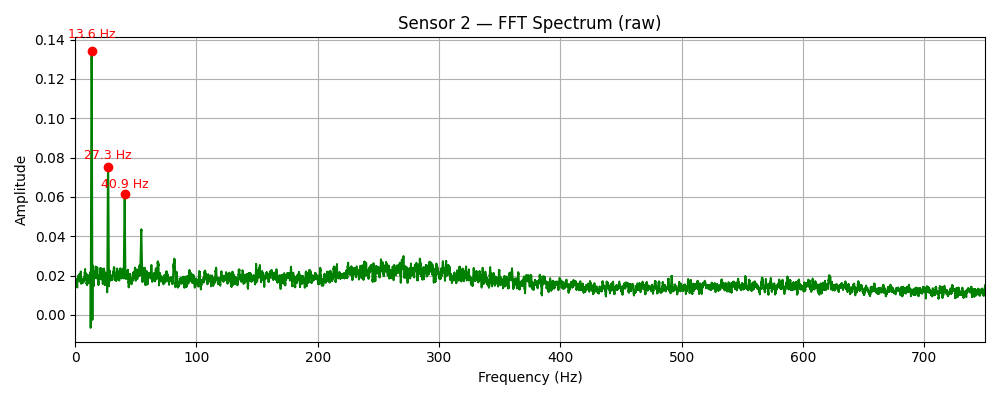 Sensor 2 — FFT Spectrum (raw)
13.6 Hz
27.3 Hz
40.9 Hz
Amplitude
0.14
0.12
0.10
0.08
0.06
0.04
0.02
0.00
0 100 200 300 400 500 600 700
Frequency (Hz)